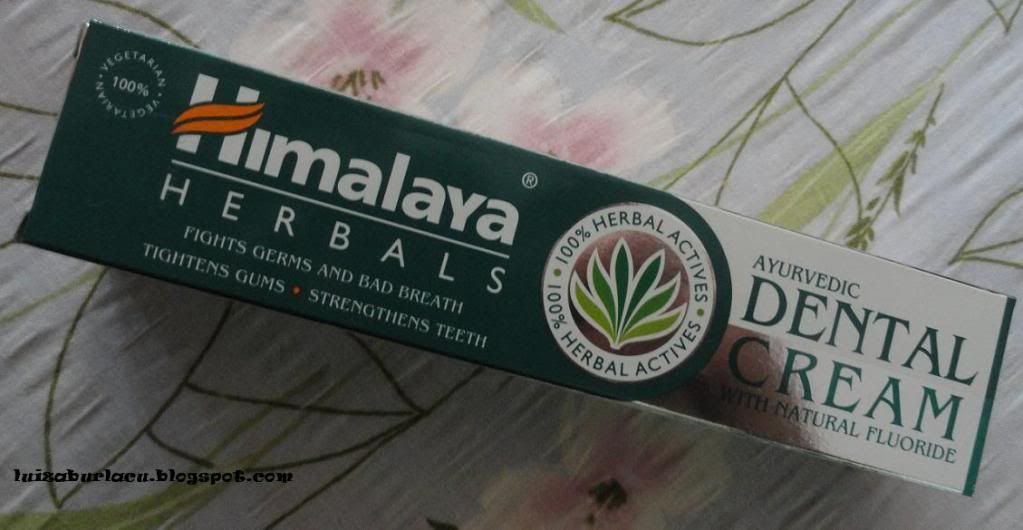 • VEGETARIAN • VEGETARIAN
100%
Himalaya®
HERBALS
FIGHTS GERMS AND BAD BREATH
TIGHTENS GUMS • STRENGTHENS TEETH
100% HERBAL ACTIVES • 100% HERBAL ACTIVES •
AYURVEDIC
DENTAL
CREAM
WITH NATURAL FLUORIDE
luizaburlacu.blogspot.com